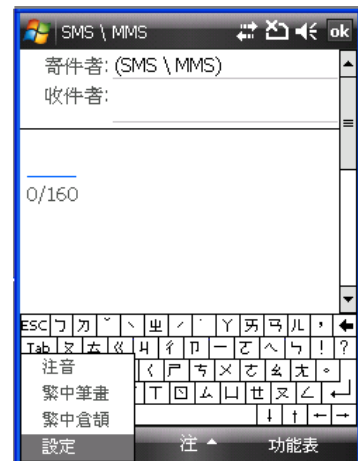 SMS \ MMS ok
寄件者: (SMS \ MMS)
收件者:
0/160
ESC ㄅ ㄉ ˇ ˋ ㄓ ˊ ˙ ㄚ ㄞ ㄢ ㄦ , ←
Tab ㄆ ㄊ ㄍ ㄐ ㄔ ㄗ ㄧ ㄛ ㄟ ㄣ ! ?
注音 ㄑ ㄕ ㄘ ㄨ ㄜ ㄠ ㄤ 。
繁中筆畫 ㄒ ㄖ ㄙ ㄩ ㄝ ㄡ ㄥ ↵
繁中倉頡 ↓ ↑ ← →
設定 注 功能表